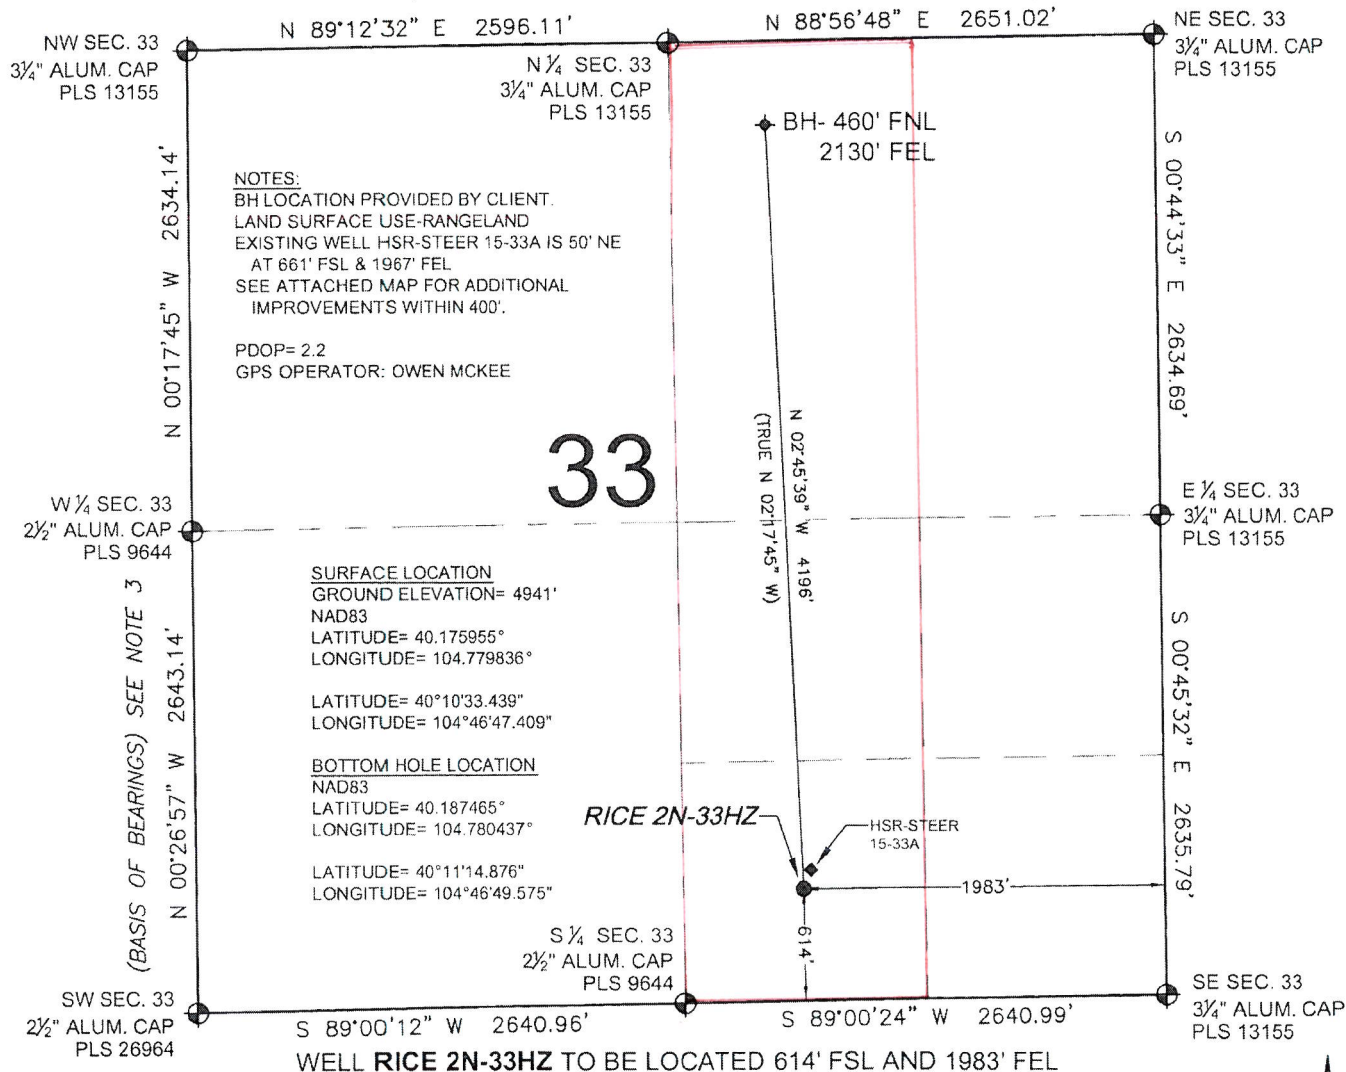 N 89°12'32" E 2596.11'
N 88°56'48" E 2651.02'
NW SEC. 33
3¼" ALUM. CAP
PLS 13155
N ¼ SEC. 33
3¼" ALUM. CAP
PLS 13155
NE SEC. 33
3¼" ALUM. CAP
PLS 13155
BH- 460' FNL
2130' FEL
N 00°17'45" W 2634.14'
S 00°44'33" E 2634.69'
NOTES:
BH LOCATION PROVIDED BY CLIENT.
LAND SURFACE USE-RANGELAND
EXISTING WELL HSR-STEER 15-33A IS 50' NE
AT 661' FSL & 1967' FEL
SEE ATTACHED MAP FOR ADDITIONAL
IMPROVEMENTS WITHIN 400'.
PDOP= 2.2
GPS OPERATOR: OWEN MCKEE
33
N 02°45'39" W 4196'
(TRUE N 02°17'45" W)
W ¼ SEC. 33
2½" ALUM. CAP
PLS 9644
E ¼ SEC. 33
3¼" ALUM. CAP
PLS 13155
(BASIS OF BEARINGS) SEE NOTE 3
N 00°26'57" W 2643.14'
S 00°45'32" E 2635.79'
SURFACE LOCATION
GROUND ELEVATION= 4941'
NAD83
LATITUDE= 40.175955°
LONGITUDE= 104.779836°
LATITUDE= 40°10'33.439"
LONGITUDE= 104°46'47.409"
BOTTOM HOLE LOCATION
NAD83
LATITUDE= 40.187465°
LONGITUDE= 104.780437°
LATITUDE= 40°11'14.876"
LONGITUDE= 104°46'49.575"
RICE 2N-33HZ
HSR-STEER
15-33A
1983'
614'
S ¼ SEC. 33
2½" ALUM. CAP
PLS 9644
SW SEC. 33
2½" ALUM. CAP
PLS 26964
SE SEC. 33
3¼" ALUM. CAP
PLS 13155
S 89°00'12" W 2640.96'
S 89°00'24" W 2640.99'
WELL RICE 2N-33HZ TO BE LOCATED 614' FSL AND 1983' FEL